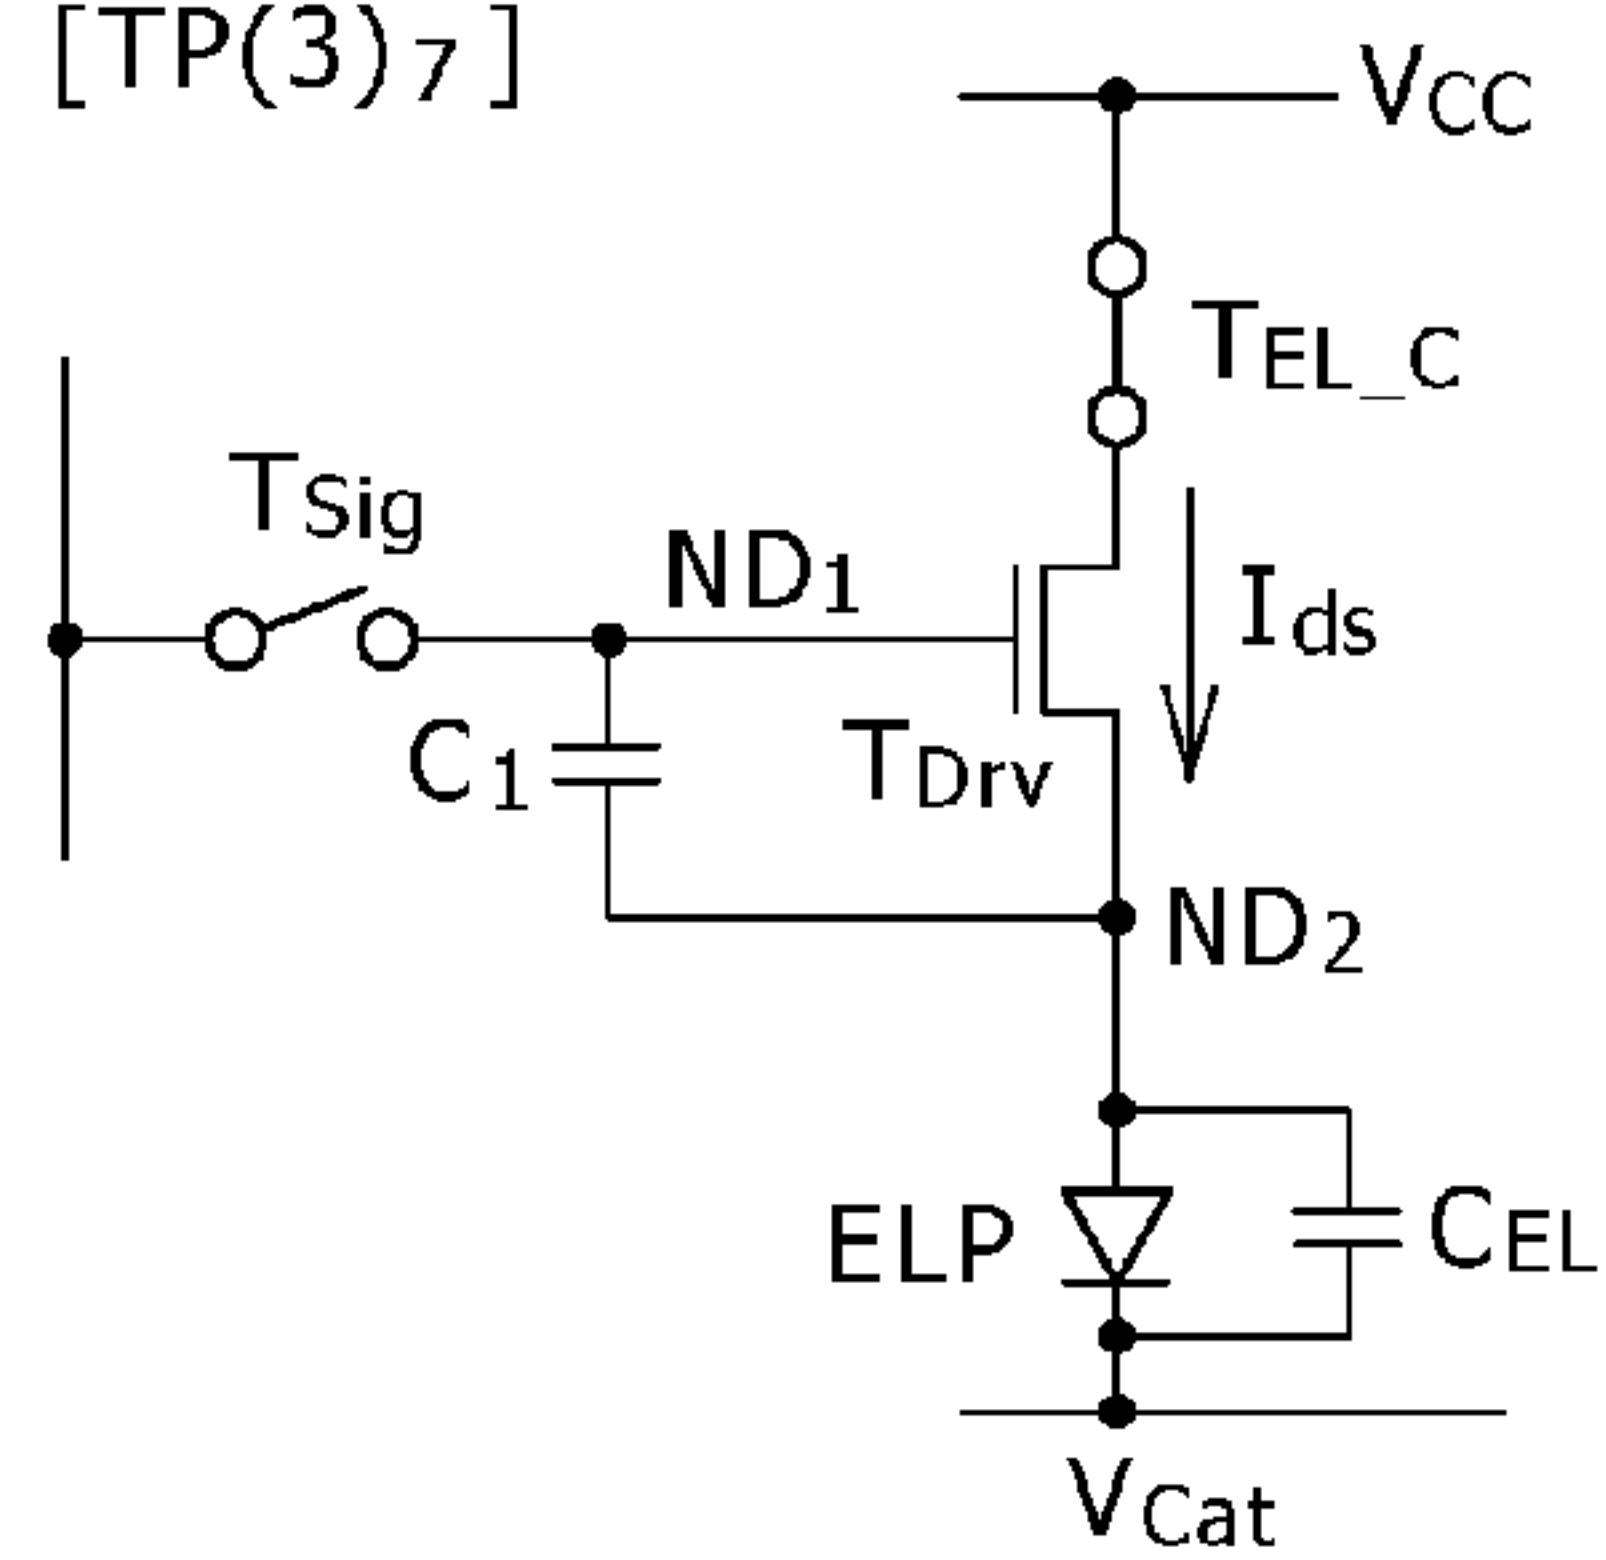 [TP(3)7]
VCC
TEL_C
TSig
ND1
Ids
C1
TDrv
ND2
ELP
CEL
VCat